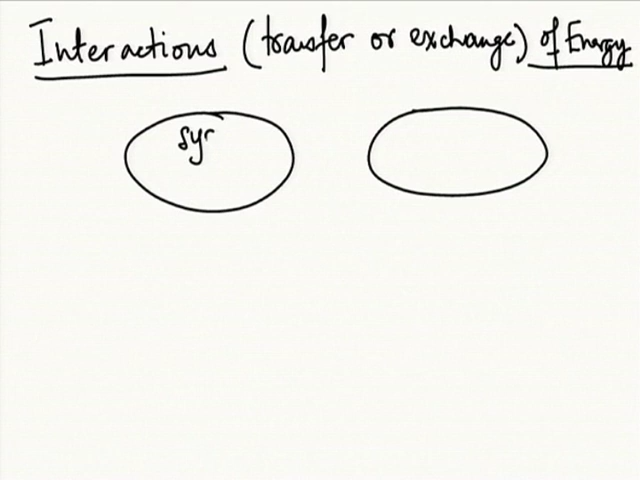 Interactions (transfer or exchange) of Energy
sys